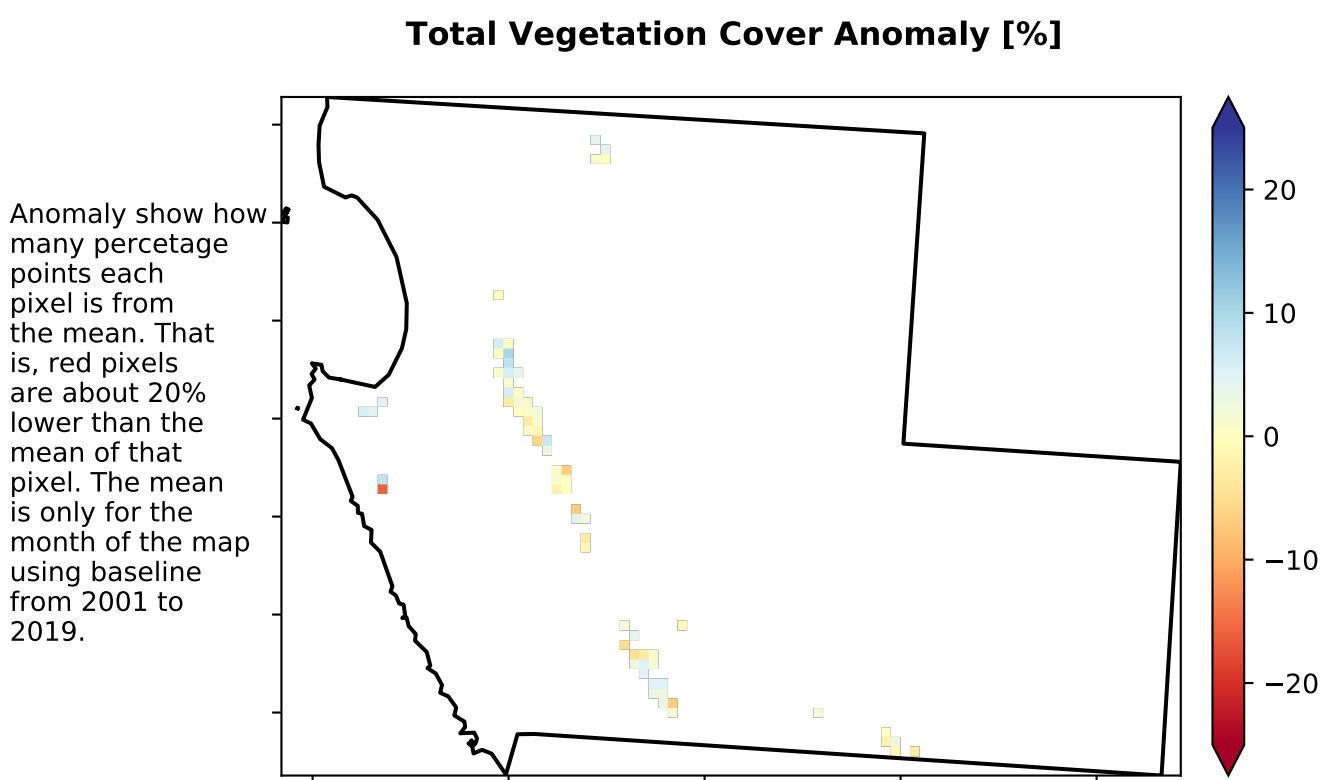 Total Vegetation Cover Anomaly [%]
Anomaly show how
many percetage
points each
pixel is from
the mean. That
is, red pixels
are about 20%
lower than the
mean of that
pixel. The mean
is only for the
month of the map
using baseline
from 2001 to
2019.
20
10
0
−10
−20